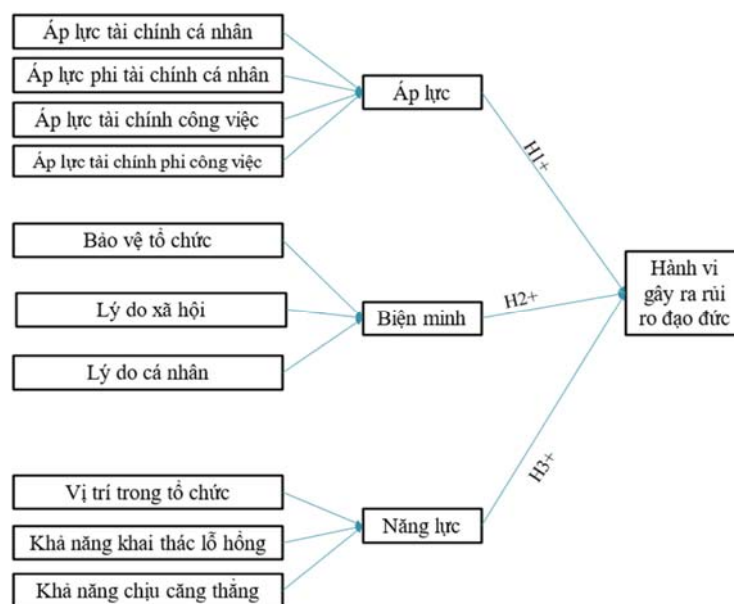 Áp lực tài chính cá nhân
Áp lực phi tài chính cá nhân
Áp lực tài chính công việc
Áp lực tài chính phi công việc
Áp lực
H1+
Bảo vệ tổ chức
Lý do xã hội
Lý do cá nhân
Biện minh
H2+
Hành vi
gây ra rủi
ro đạo đức
Vị trí trong tổ chức
Khả năng khai thác lỗ hổng
Khả năng chịu căng thẳng
Năng lực
H3+